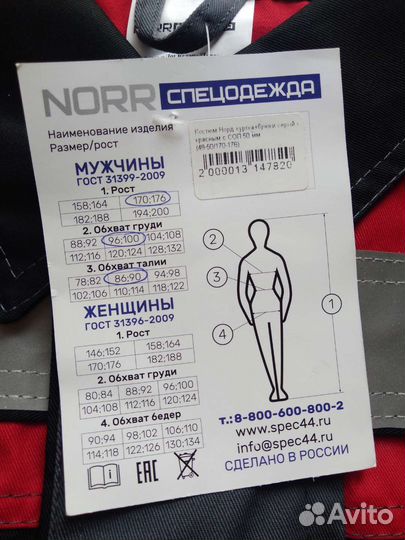 NORR СПЕЦОДЕЖДА
Наименование изделия
Размер/рост
Костюм Норд куртка+брюки серый с
красным с СОП 50 мм
(48-50/170-176)
2 000013 147820
МУЖЧИНЫ
ГОСТ 31399-2009
1. Рост
158;164 170;176
182;188 194;200
2. Обхват груди
88;92 96;100 104;108
112;116 120;124 128;132
3. Обхват талии
78;82 86;90 94;98
102;106 110;114 118;122
ЖЕНЩИНЫ
ГОСТ 31396-2009
1. Рост
146;152 158;164
170;176 182;188
2. Обхват груди
80;84 88;92 96;100
104;108 112;116 120;124
4. Обхват бедер
90;94 98;102 106;110
114;118 122;126 130;134
EAC
2
3
4
1
т.:8-800-600-800-2
www.spec44.ru
info@spec44.ru
СДЕЛАНО В РОССИИ
Avito